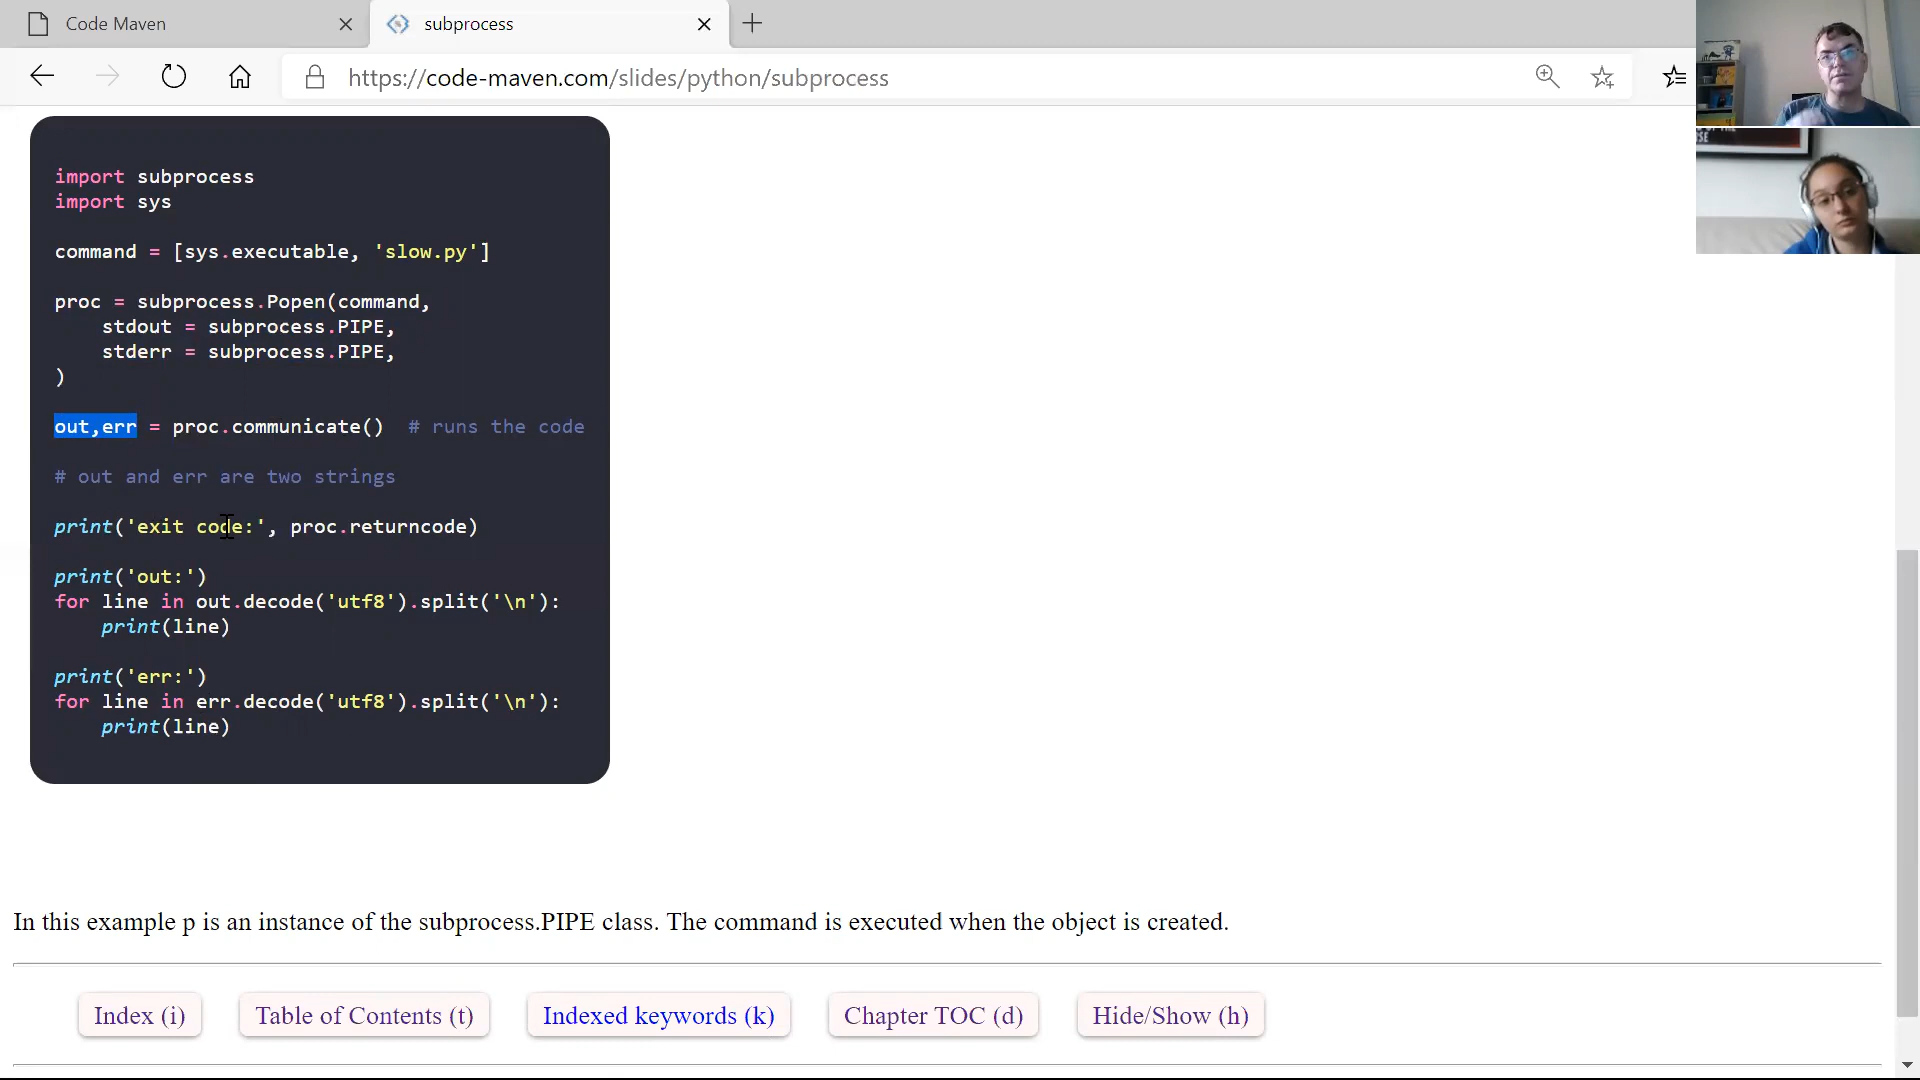 Code Maven
subprocess
https://code-maven.com/slides/python/subprocess
import subprocess
import sys
command = [sys.executable, 'slow.py']
proc = subprocess.Popen(command,
    stdout = subprocess.PIPE,
    stderr = subprocess.PIPE,
)
out,err = proc.communicate()  # runs the code
# out and err are two strings
print('exit code:', proc.returncode)
print('out:')
for line in out.decode('utf8').split('\n'):
    print(line)
print('err:')
for line in err.decode('utf8').split('\n'):
    print(line)
In this example p is an instance of the subprocess.PIPE class. The command is executed when the object is created.
Index (i)
Table of Contents (t)
Indexed keywords (k)
Chapter TOC (d)
Hide/Show (h)